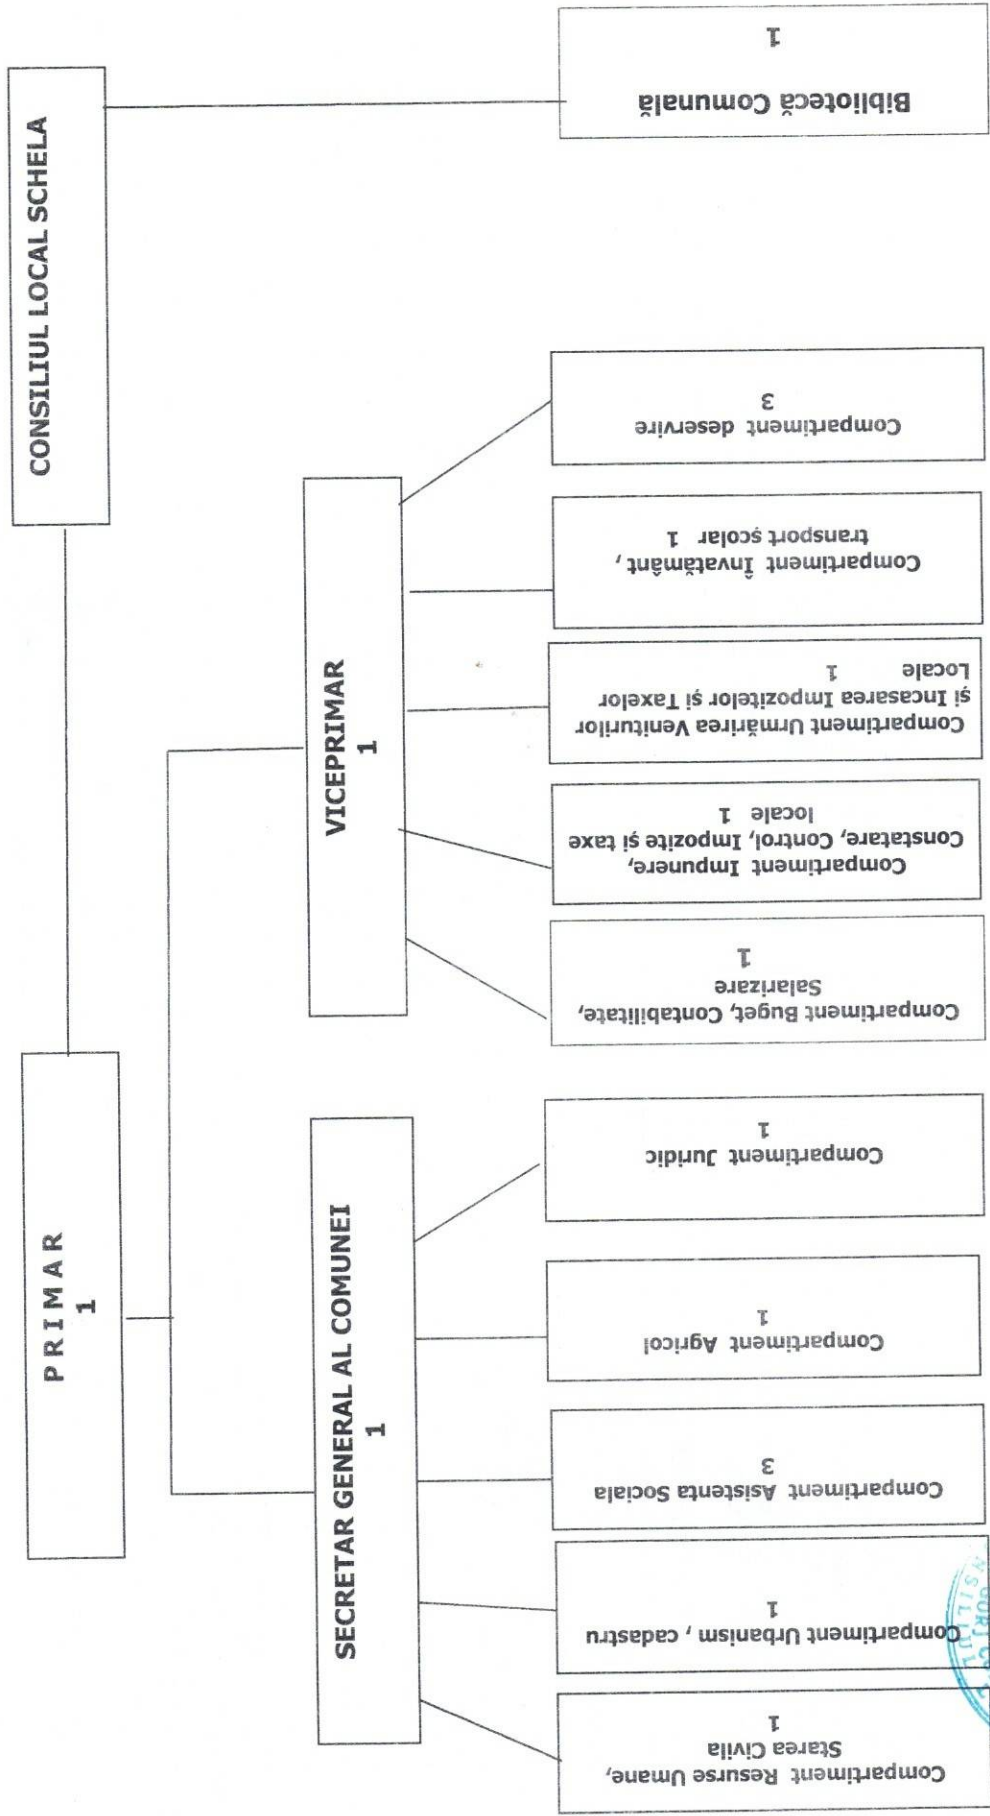 CONSILIUL LOCAL SCHELA
PRIMAR
1
SECRETAR GENERAL AL COMUNEI
1
VICEPRIMAR
1
Compartiment Resurse Umane,
Starea Civila
1
Compartiment Urbanism , cadastru
1
Compartiment Asistenta Sociala
3
Compartiment Agricol
1
Compartiment Juridic
1
Compartiment Buget, Contabilitate,
Salarizare
1
Compartiment Impunere,
Constatare, Control, Impozite și taxe
locale 1
Compartiment Urmărirea Veniturilor
și Incasarea Impozitelor și Taxelor
Locale 1
Compartiment Învatământ ,
transport școlar 1
Compartiment deservire
3
Bibliotecă Comunală
1
GORJ